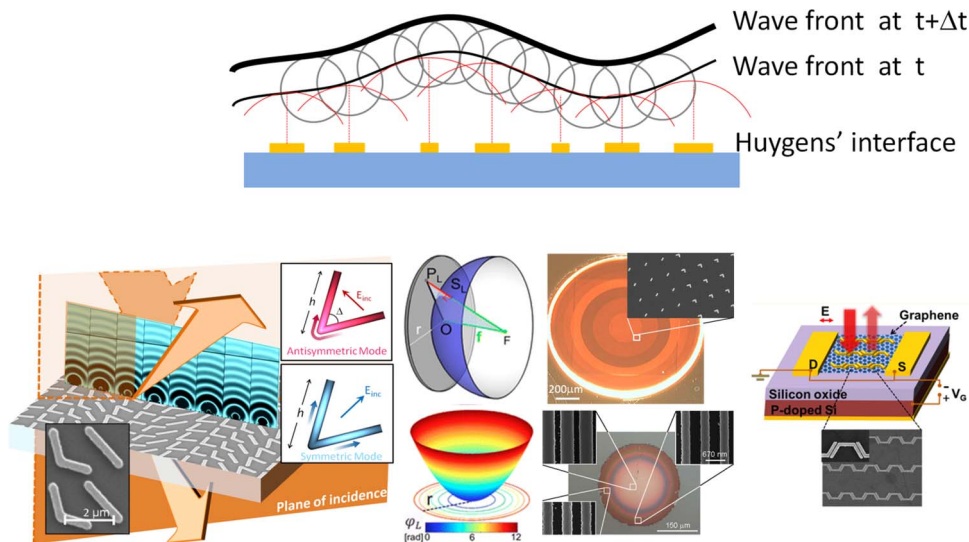 Wave front at t+Δt
Wave front at t
Huygens' interface
h
E_inc
Δ
Antisymmetric Mode
h
E_inc
Symmetric Mode
2 μm
Plane of incidence
P_L
S_L
r
O
f
F
r
φ_L
[rad] 0 6 12
200μm
670 nm
150 μm
E
Graphene
D
S
Silicon oxide
P-doped Si
- V_G
+